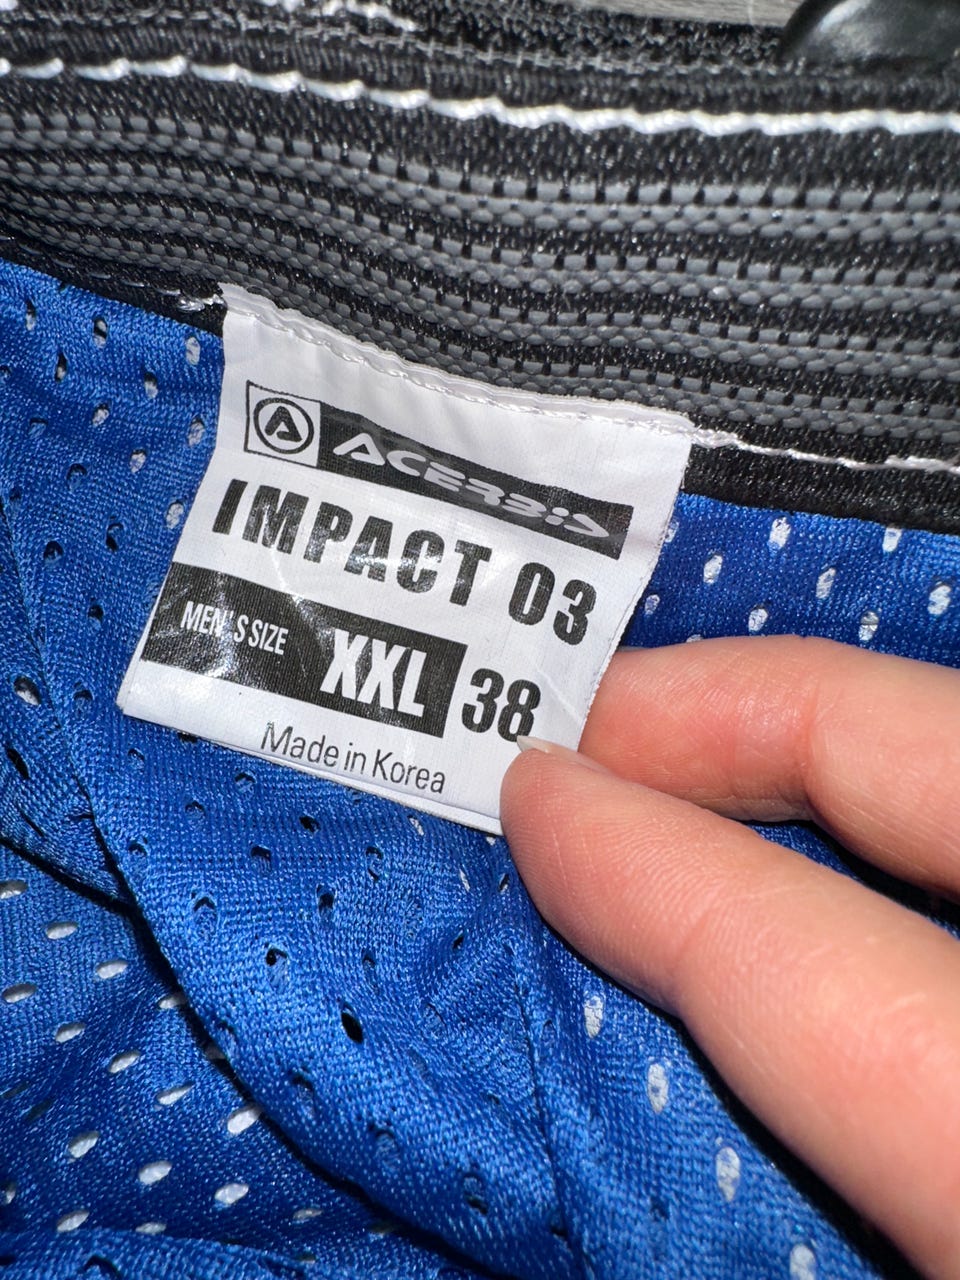 A ACERBIS
IMPACT 03
MEN'S SIZE XXL 38
Made in Korea